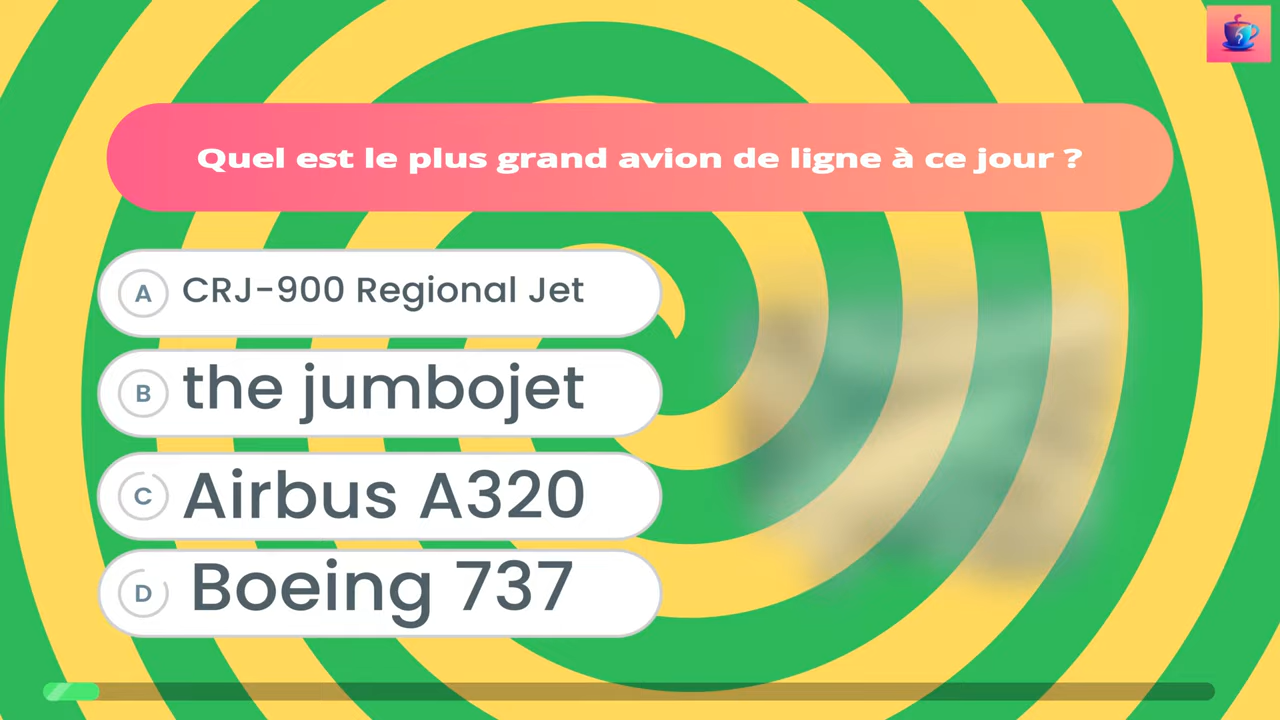 Quel est le plus grand avion de ligne à ce jour ?
A CRJ-900 Regional Jet
B the jumbojet
C Airbus A320
D Boeing 737